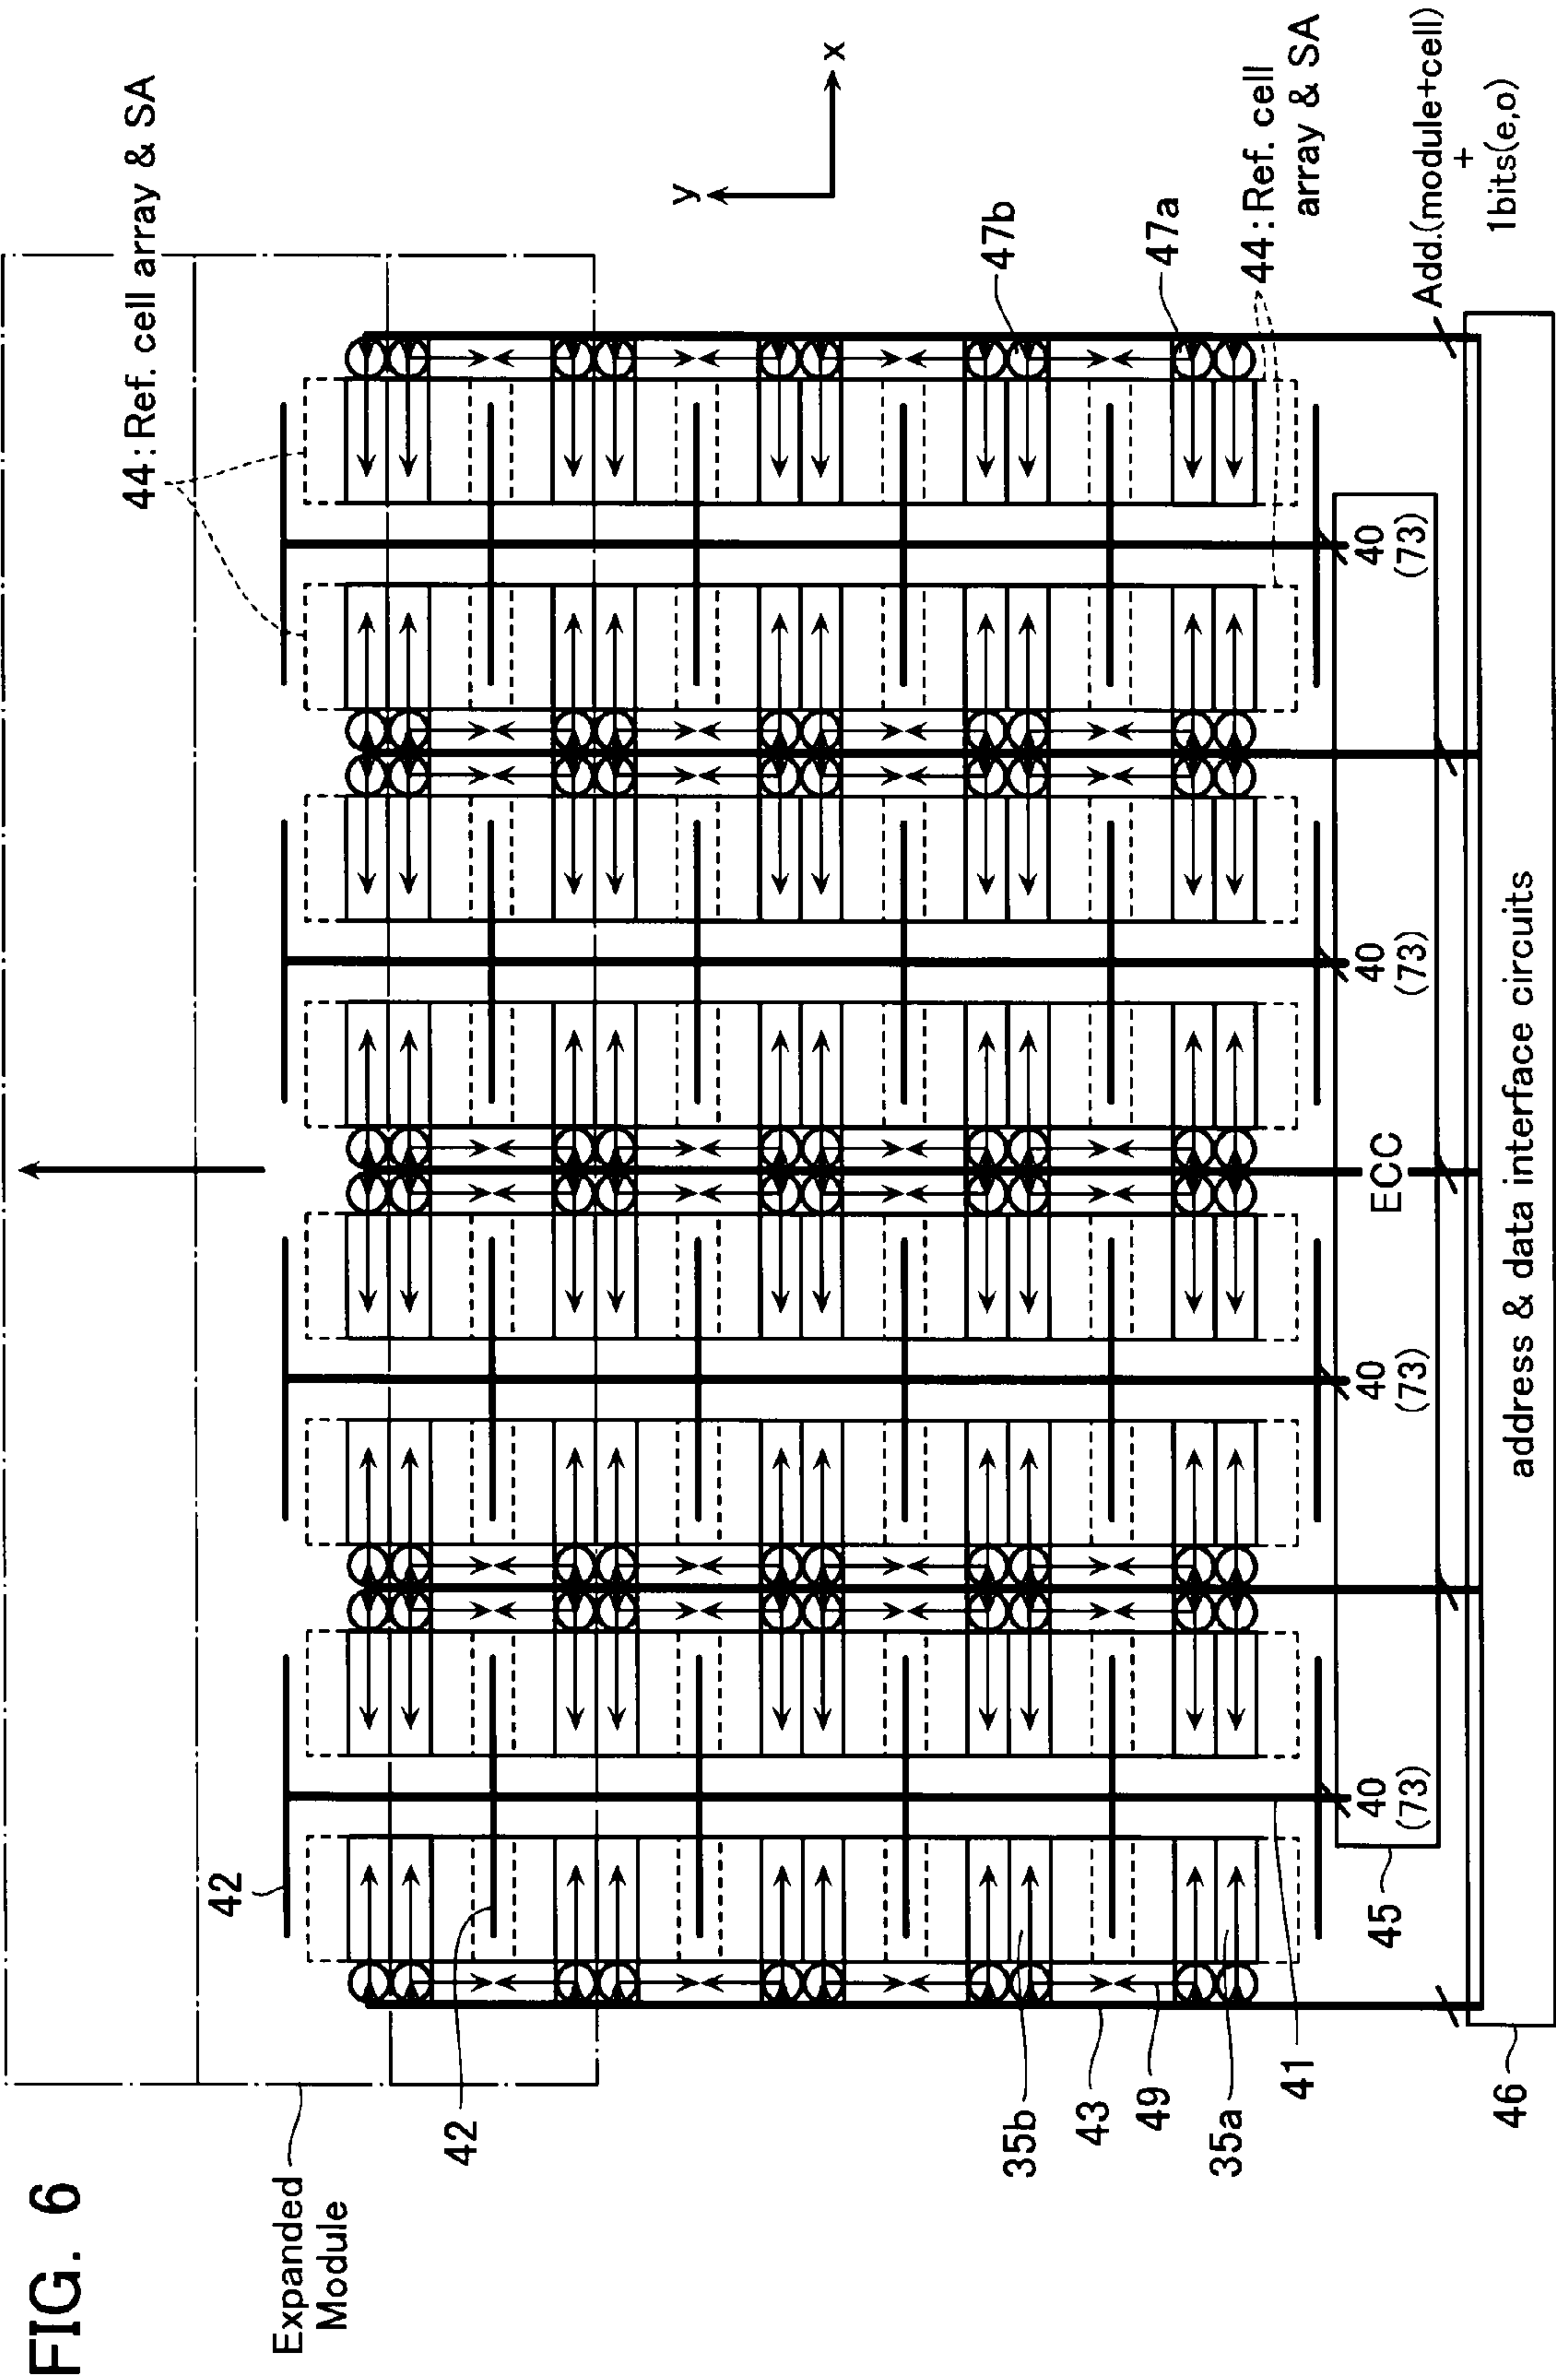 FIG. 6
Expanded
Module
42
44:Ref. cell array & SA
y
x
42
35b
43
49
35a
41
46
45
47b
47a
44:Ref. cell
array & SA
40
(73)
40
(73)
40
(73)
40
(73)
ECC
Add.(module+cell)
+
1bits(e,o)
address & data interface circuits